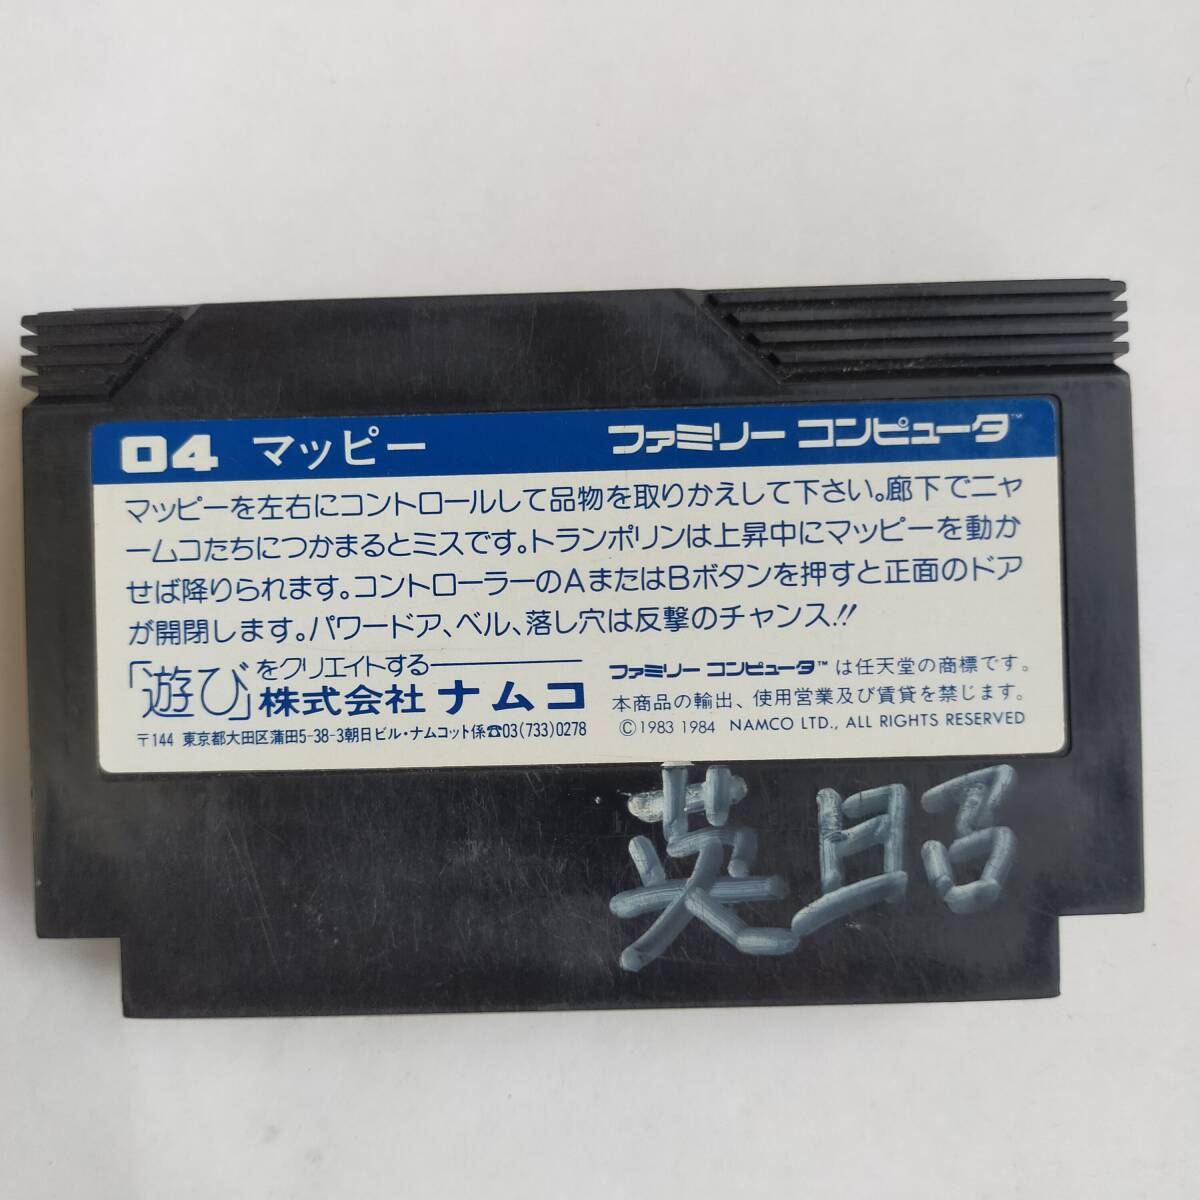 04 マッピー ファミリー コンピュータ™
マッピーを左右にコントロールして品物を取りかえして下さい。廊下でニャ
ームコたちにつかまるとミスです。トランポリンは上昇中にマッピーを動か
せば降りられます。コントローラーのAまたはBボタンを押すと正面のドア
が開閉します。パワードア、ベル、落し穴は反撃のチャンス!!
「遊び」をクリエイトする
株式会社 ナムコ
〒144 東京都大田区蒲田5-38-3朝日ビル・ナムコット係☎03(733)0278
ファミリー コンピュータ™は任天堂の商標です。
本商品の輸出、使用営業及び賃貸を禁じます。
©1983 1984 NAMCO LTD., ALL RIGHTS RESERVED
英昭